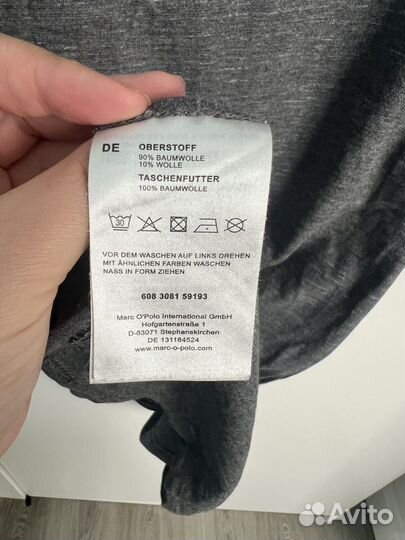 DE OBERSTOFF
90% BAUMWOLLE
10% WOLLE
TASCHENFUTTER
100% BAUMWOLLE
30
VOR DEM WASCHEN AUF LINKS DREHEN
MIT ÄHNLICHEN FARBEN WASCHEN
NASS IN FORM ZIEHEN
608 3081 59193
Marc O'Polo International GmbH
Hofgartenstraße 1
D-83071 Stephanskirchen
DE 131184524
www.marc-o-polo.com
Avito